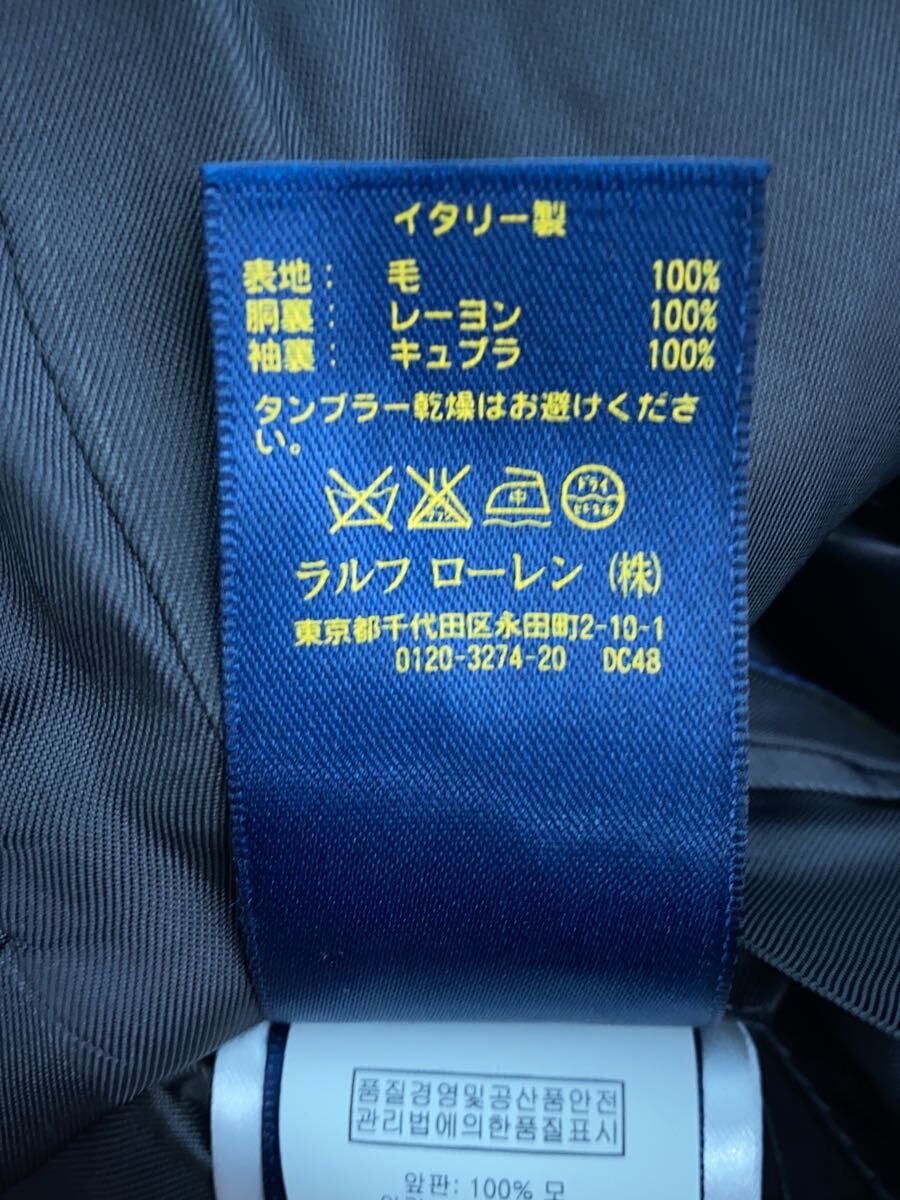 イタリー製
表地: 毛 100%
胴裏: レーヨン 100%
袖裏: キュプラ 100%
タンブラー乾燥はお避けくださ
い。
中 ドライ
ラルフ ローレン (株)
東京都千代田区永田町2-10-1
0120-3274-20 DC48
품질경영및공산품안전
관리법에의한품질표시
앞판: 100% 모